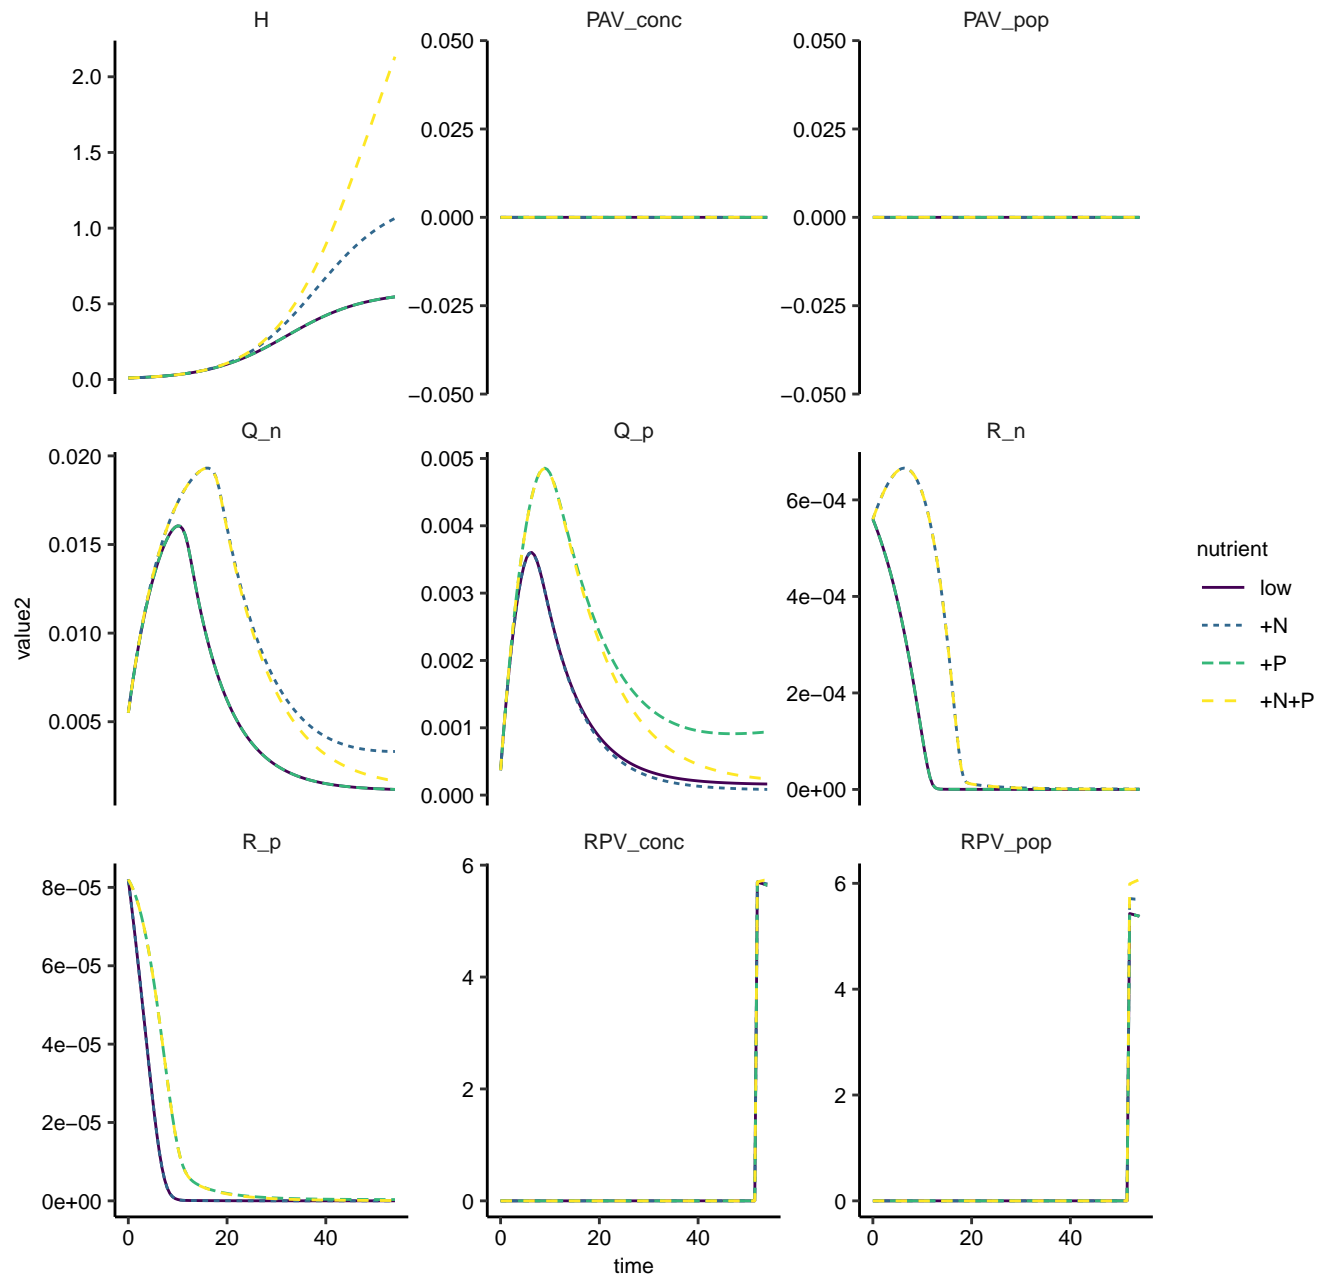 H
PAV_conc
PAV_pop
2.0
1.5
1.0
0.5
0.0
0.050
0.025
0.000
−0.025
−0.050
0.050
0.025
0.000
−0.025
−0.050
Q_n
Q_p
R_n
0.020
0.015
0.010
0.005
0.005
0.004
0.003
0.002
0.001
0.000
6e−04
4e−04
2e−04
0e+00
R_p
RPV_conc
RPV_pop
8e−05
6e−05
4e−05
2e−05
0e+00
6
4
2
0
6
4
2
0
0 20 40
0 20 40
0 20 40
time
value2
nutrient
low
+N
+P
+N+P